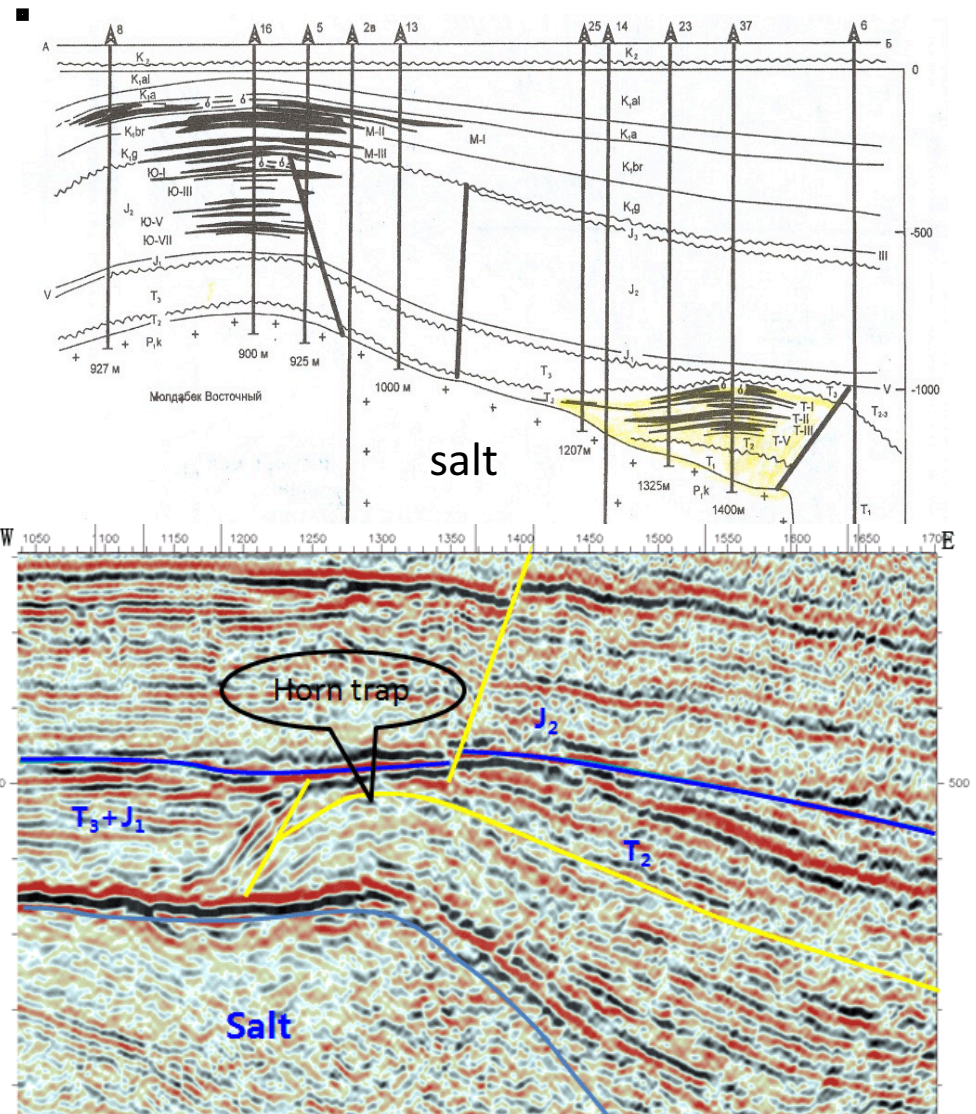 8 16 5 2в 13 25 14 23 37 6
А Б
K₂ K₂
0
K₁al K₁al
K₁a
K₁br M-II M-I K₁a
K₁g M-III K₁br
Ю-I
Ю-III
J₂ K₁g
Ю-V J₃ -500
Ю-VII III
J₁ J₂
V T₃
T₂ J₁
P₁k T₃ V -1000
927 м 900 м 925 м 1000 м T₂ T₃ T₂₋₃
Молдабек Восточный T-I
T-II
T-III
T₂ T-V
1207м T₁
salt 1325м P₁k 1400м T₁
W E
1050 1100 1150 1200 1250 1300 1350 1400 1450 1500 1550 1600 1650 1700
Horn trap
J₂
0 500
T₃+J₁
T₂
Salt